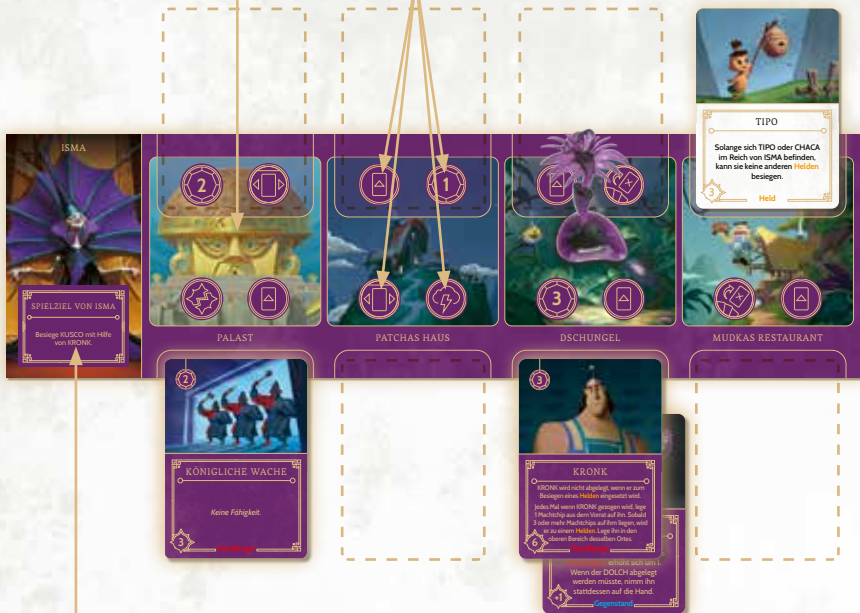 TIPO
Solange sich TIPO oder CHACA
im Reich von ISMA befinden,
kann sie keine anderen Helden
besiegen.
3
Held
ISMA
SPIELZIEL VON ISMA
Besiege KUSCO mit Hilfe
von KRONK.
2
1
3
PALAST
PATCHAS HAUS
DSCHUNGEL
MUDKAS RESTAURANT
2
KÖNIGLICHE WACHE
Keine Fähigkeit.
3
3
KRONK
KRONK wird nicht abgelegt, wenn er zum
Besiegen eines Helden eingesetzt wird.
Jedes Mal wenn KRONK gezogen wird, lege
1 Machtchip aus dem Vorrat auf ihn. Sobald
3 oder mehr Machtchips auf ihm liegen, wird
er zu einem Helden. Lege ihn in den
oberen Bereich desselben Ortes.
6
erhöht sich um 1.
Wenn der DOLCH abgelegt
werden müsste, nimm ihn
stattdessen auf die Hand.
+1
Gegenstand